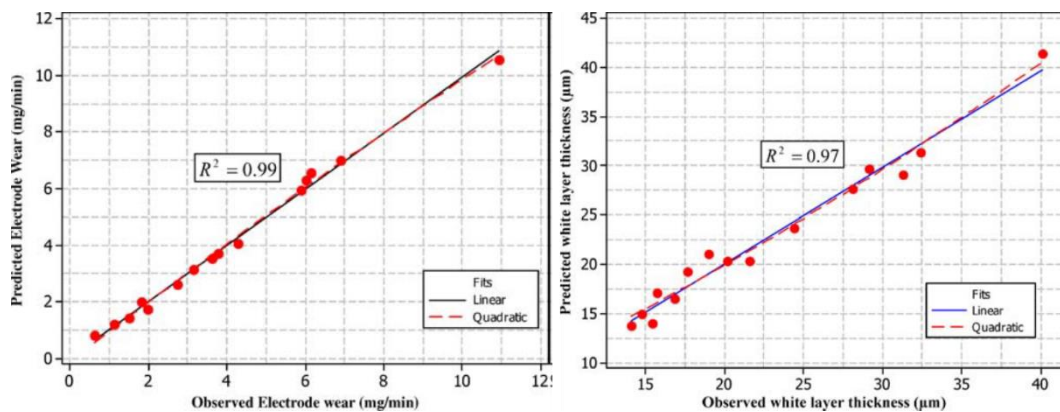 12
10
8
6
4
2
0
Predicted Electrode Wear (mg/min)
R² = 0.99
Fits
Linear
Quadratic
0 2 4 6 8 10 12
Observed Electrode wear (mg/min)
45
40
35
30
25
20
15
10
Predicted white layer thickness (µm)
R² = 0.97
Fits
Linear
Quadratic
15 20 25 30 35 40
Observed white layer thickness (µm)